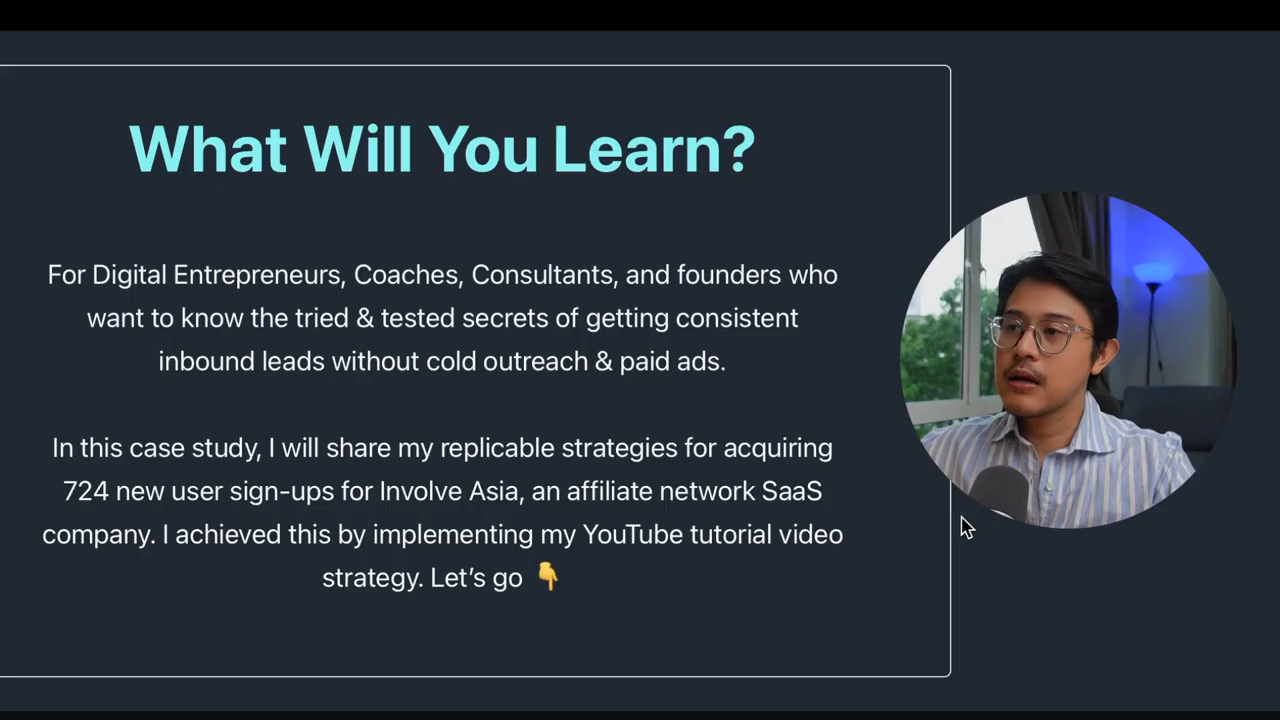 What Will You Learn?
For Digital Entrepreneurs, Coaches, Consultants, and founders who
want to know the tried & tested secrets of getting consistent
inbound leads without cold outreach & paid ads.
In this case study, I will share my replicable strategies for acquiring
724 new user sign-ups for Involve Asia, an affiliate network SaaS
company. I achieved this by implementing my YouTube tutorial video
strategy. Let’s go 👇